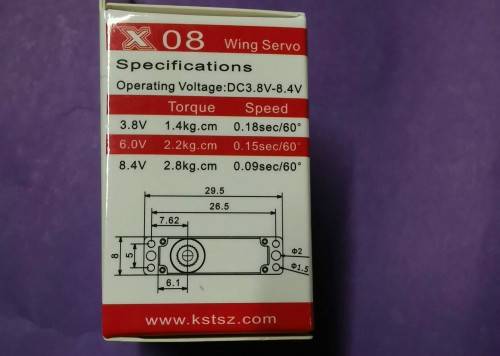 X 08 Wing Servo
Specifications
Operating Voltage:DC3.8V-8.4V
Torque Speed
3.8V 1.4kg.cm 0.18sec/60°
6.0V 2.2kg.cm 0.15sec/60°
8.4V 2.8kg.cm 0.09sec/60°
29.5
26.5
7.62
8
5
Φ2
Φ1.5
6.1
www.kstsz.com